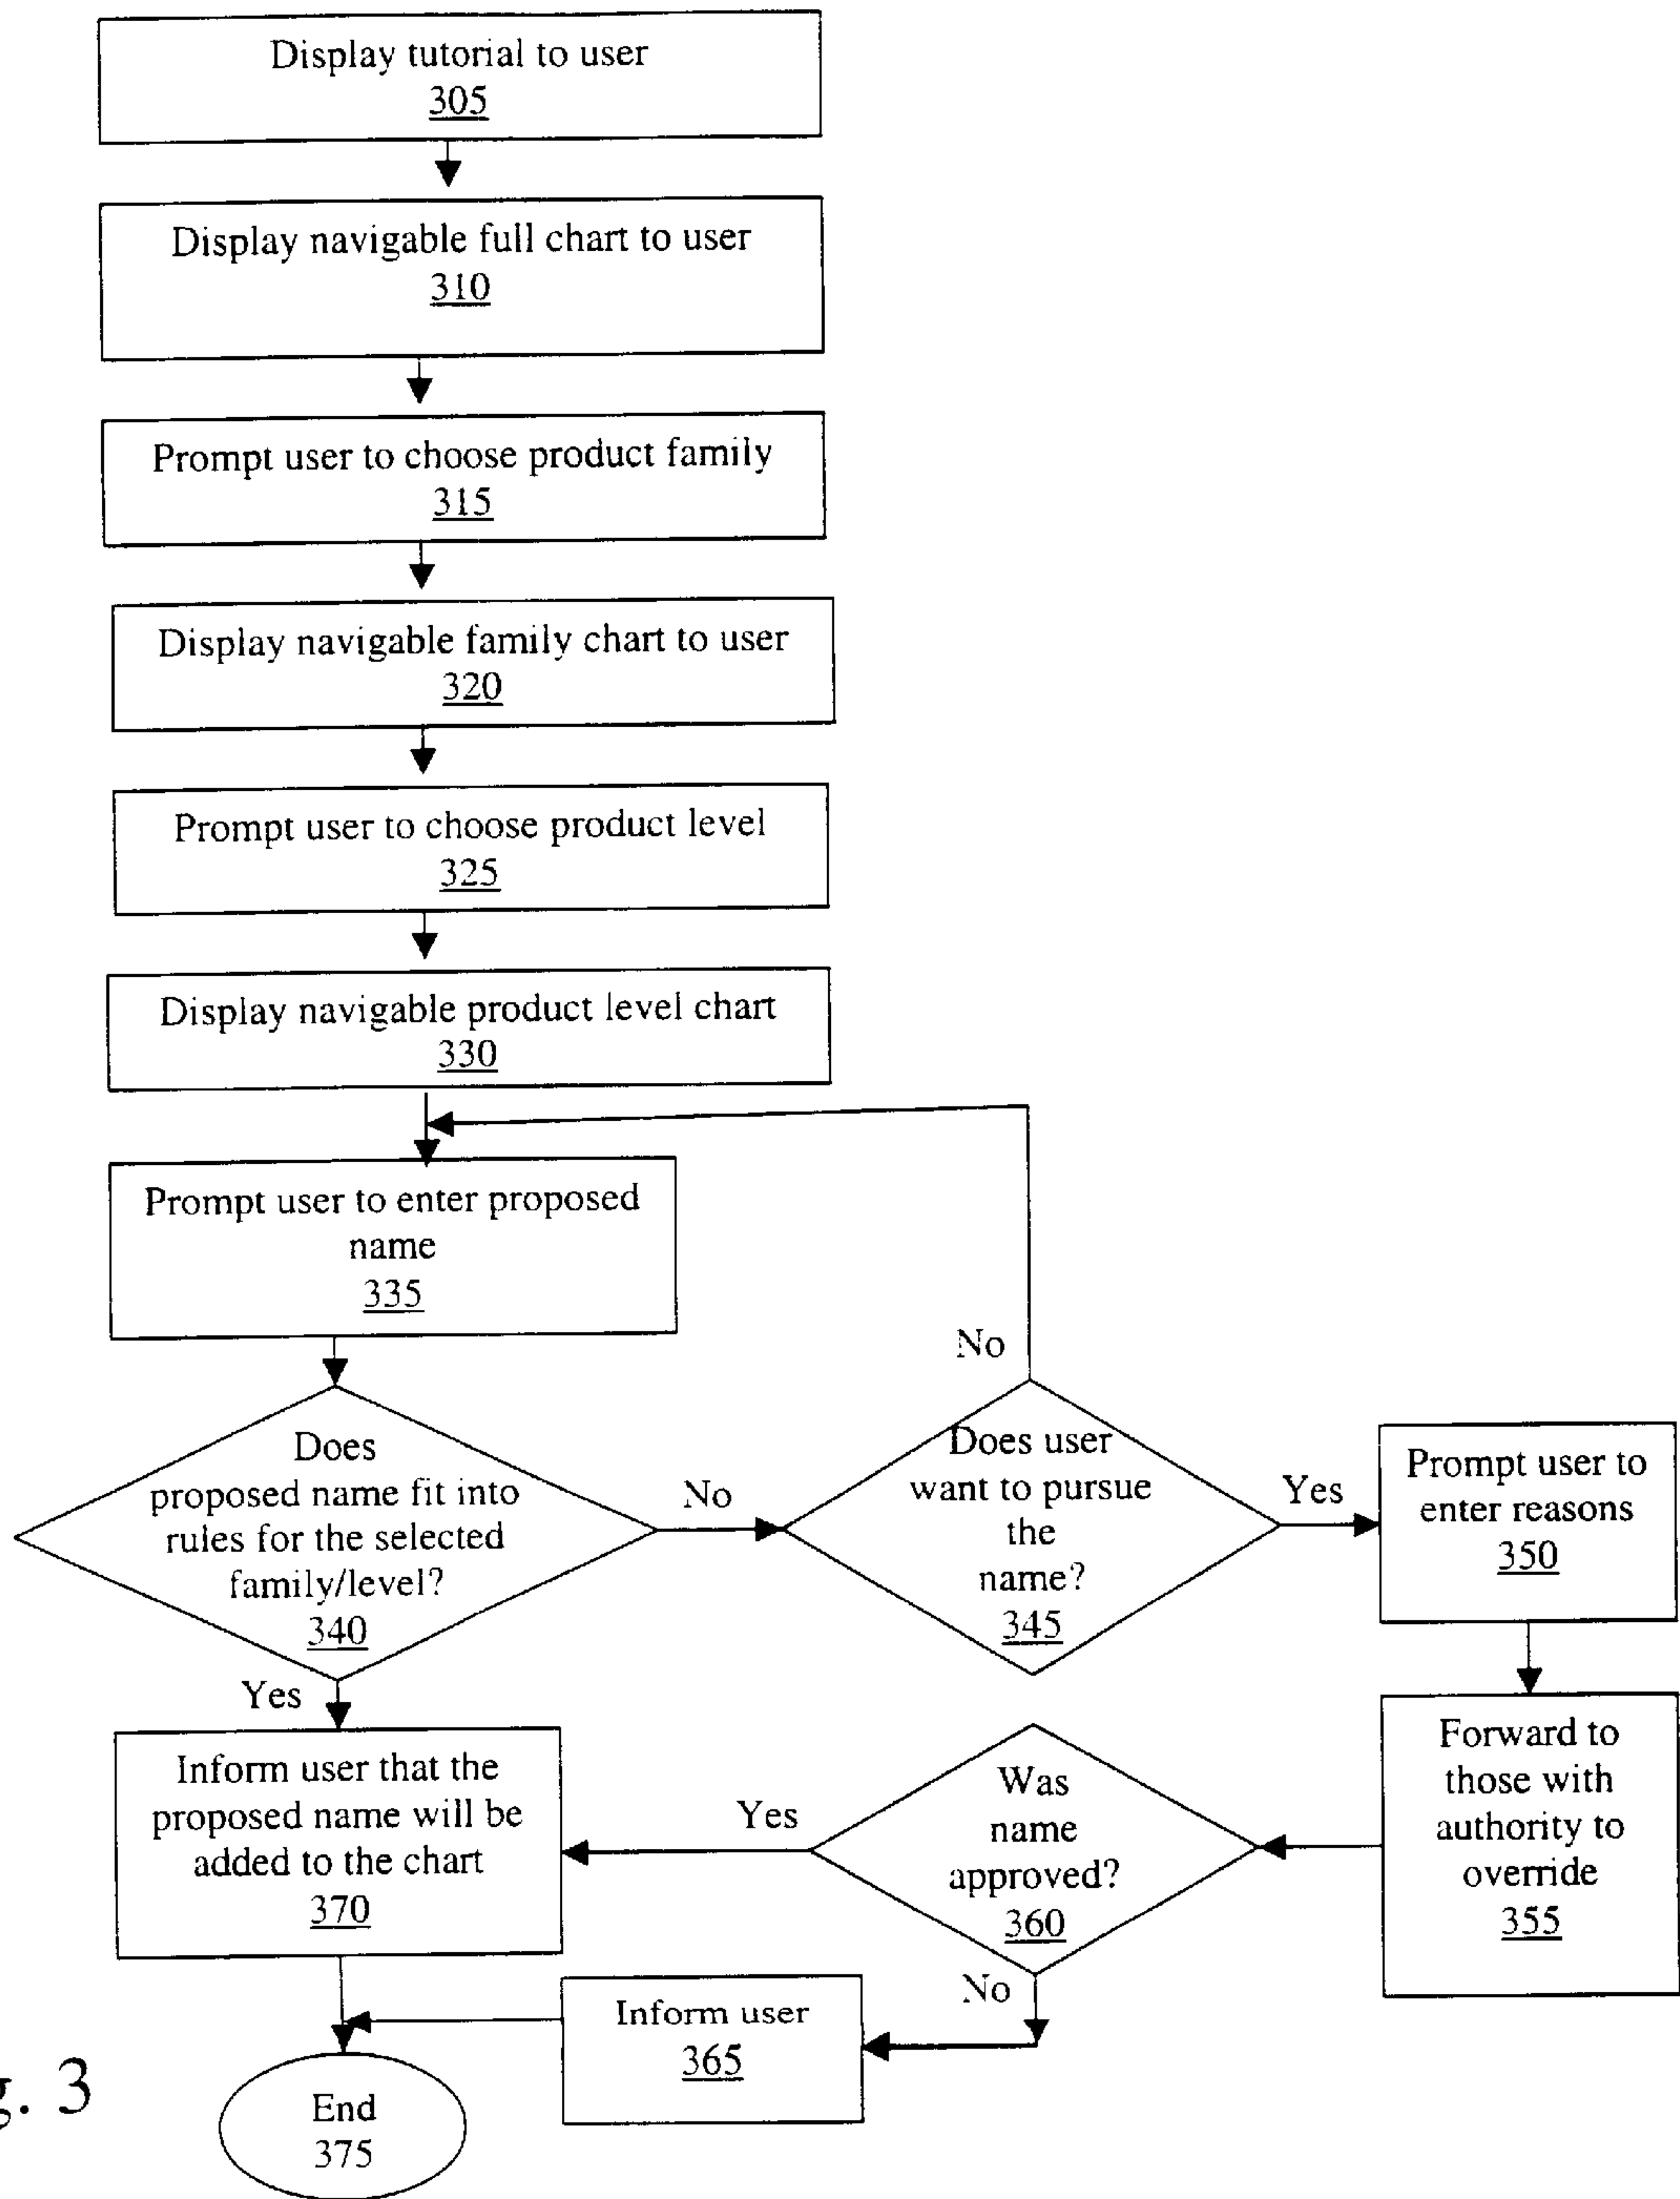 Display tutorial to user
305
Display navigable full chart to user
310
Prompt user to choose product family
315
Display navigable family chart to user
320
Prompt user to choose product level
325
Display navigable product level chart
330
Prompt user to enter proposed
name
335
Does
proposed name fit into
rules for the selected
family/level?
340
No
Does user
want to pursue
the
name?
345
No
Yes
Prompt user to
enter reasons
350
Forward to
those with
authority to
override
355
Was
name
approved?
360
Yes
No
Yes
Inform user that the
proposed name will be
added to the chart
370
Inform user
365
End
375
g. 3